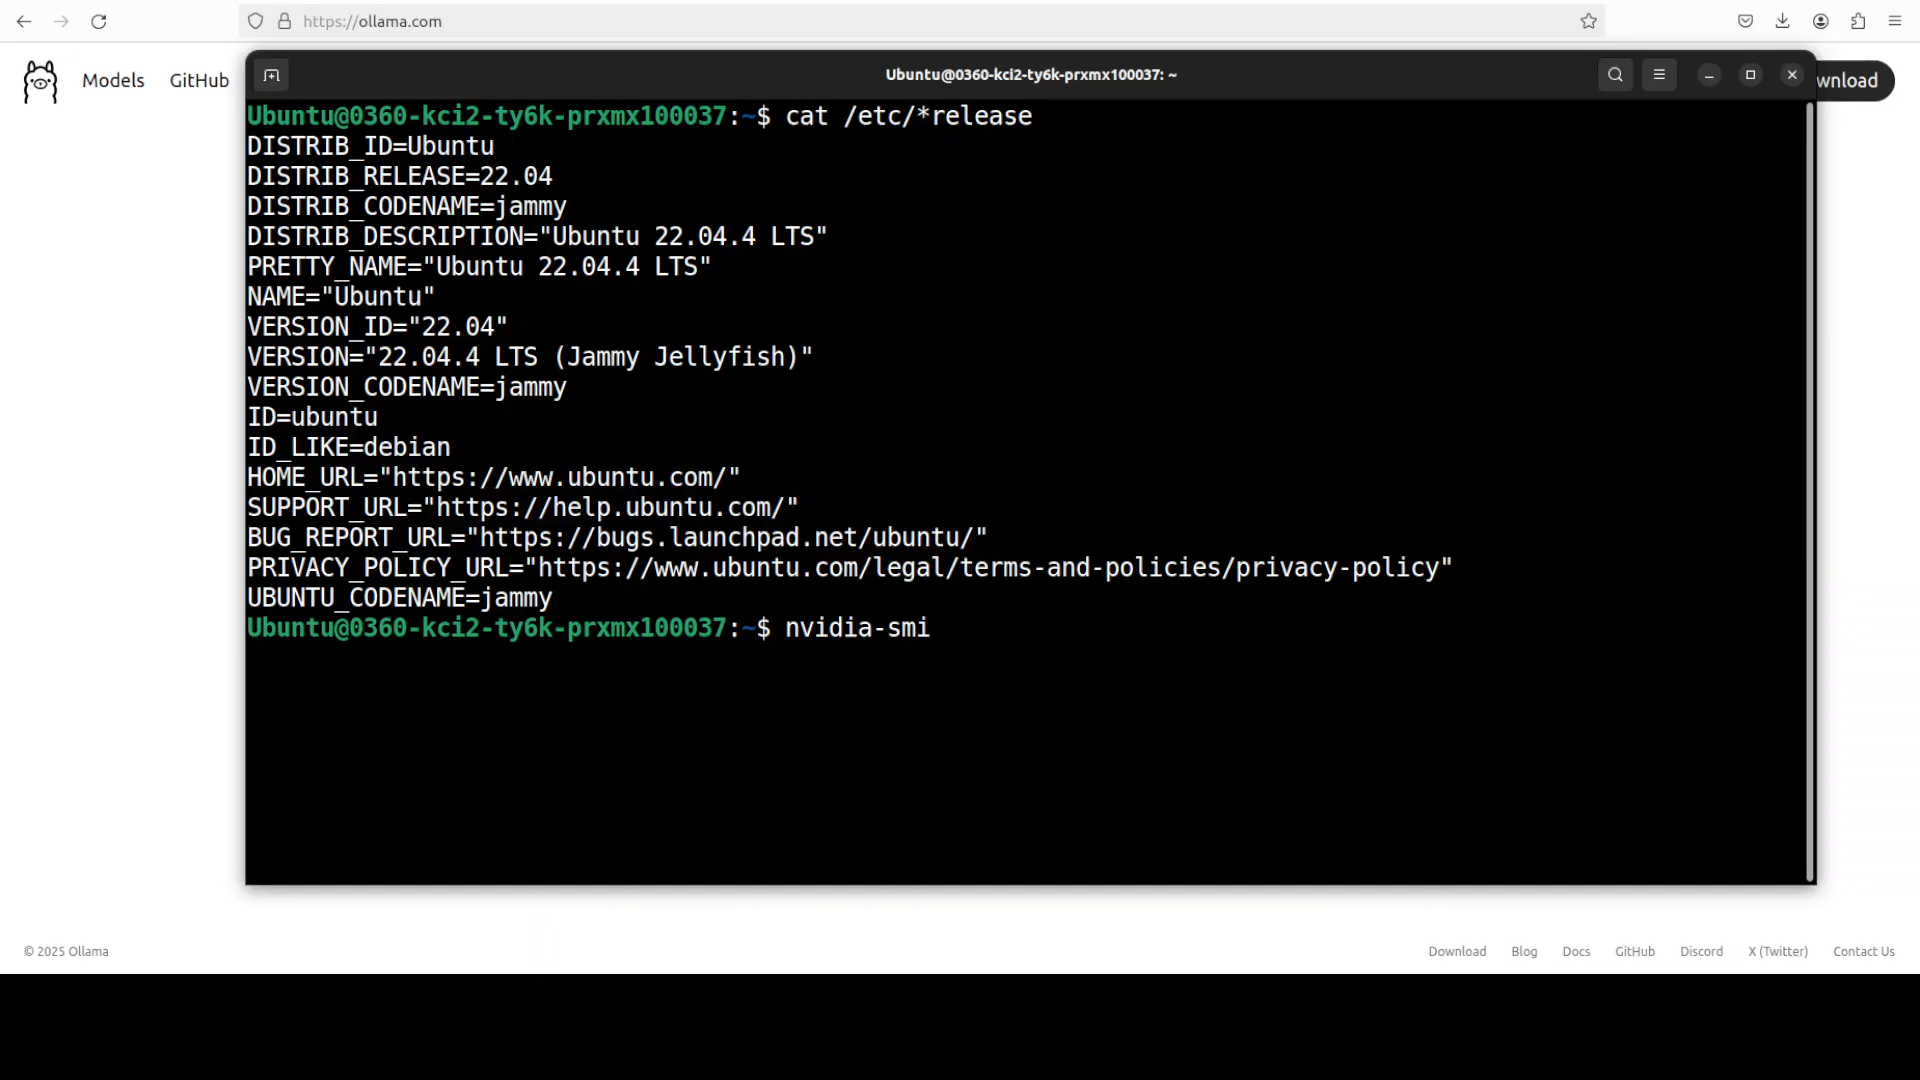 https://ollama.com
Models GitHub
wnload
Ubuntu@0360-kci2-ty6k-prxmx100037: ~
Ubuntu@0360-kci2-ty6k-prxmx100037:~$ cat /etc/*release
DISTRIB_ID=Ubuntu
DISTRIB_RELEASE=22.04
DISTRIB_CODENAME=jammy
DISTRIB_DESCRIPTION="Ubuntu 22.04.4 LTS"
PRETTY_NAME="Ubuntu 22.04.4 LTS"
NAME="Ubuntu"
VERSION_ID="22.04"
VERSION="22.04.4 LTS (Jammy Jellyfish)"
VERSION_CODENAME=jammy
ID=ubuntu
ID_LIKE=debian
HOME_URL="https://www.ubuntu.com/"
SUPPORT_URL="https://help.ubuntu.com/"
BUG_REPORT_URL="https://bugs.launchpad.net/ubuntu/"
PRIVACY_POLICY_URL="https://www.ubuntu.com/legal/terms-and-policies/privacy-policy"
UBUNTU_CODENAME=jammy
Ubuntu@0360-kci2-ty6k-prxmx100037:~$ nvidia-smi
© 2025 Ollama
Download Blog Docs GitHub Discord X (Twitter) Contact Us